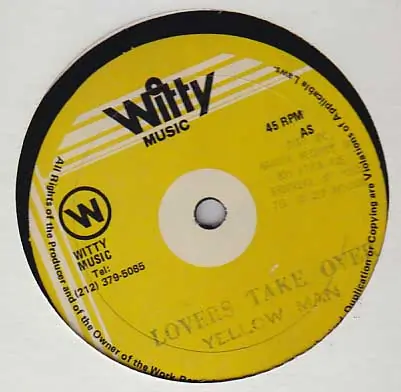 Witty
MUSIC
45 RPM
AS
W
WITTY
MUSIC
Tel:
(212) 379-5085
LOVERS TAKE OVE
YELLOW MAN
All Rights of the Producer and of the Owner of the Work
Duplication or Copying are Violations of Applicable Laws.